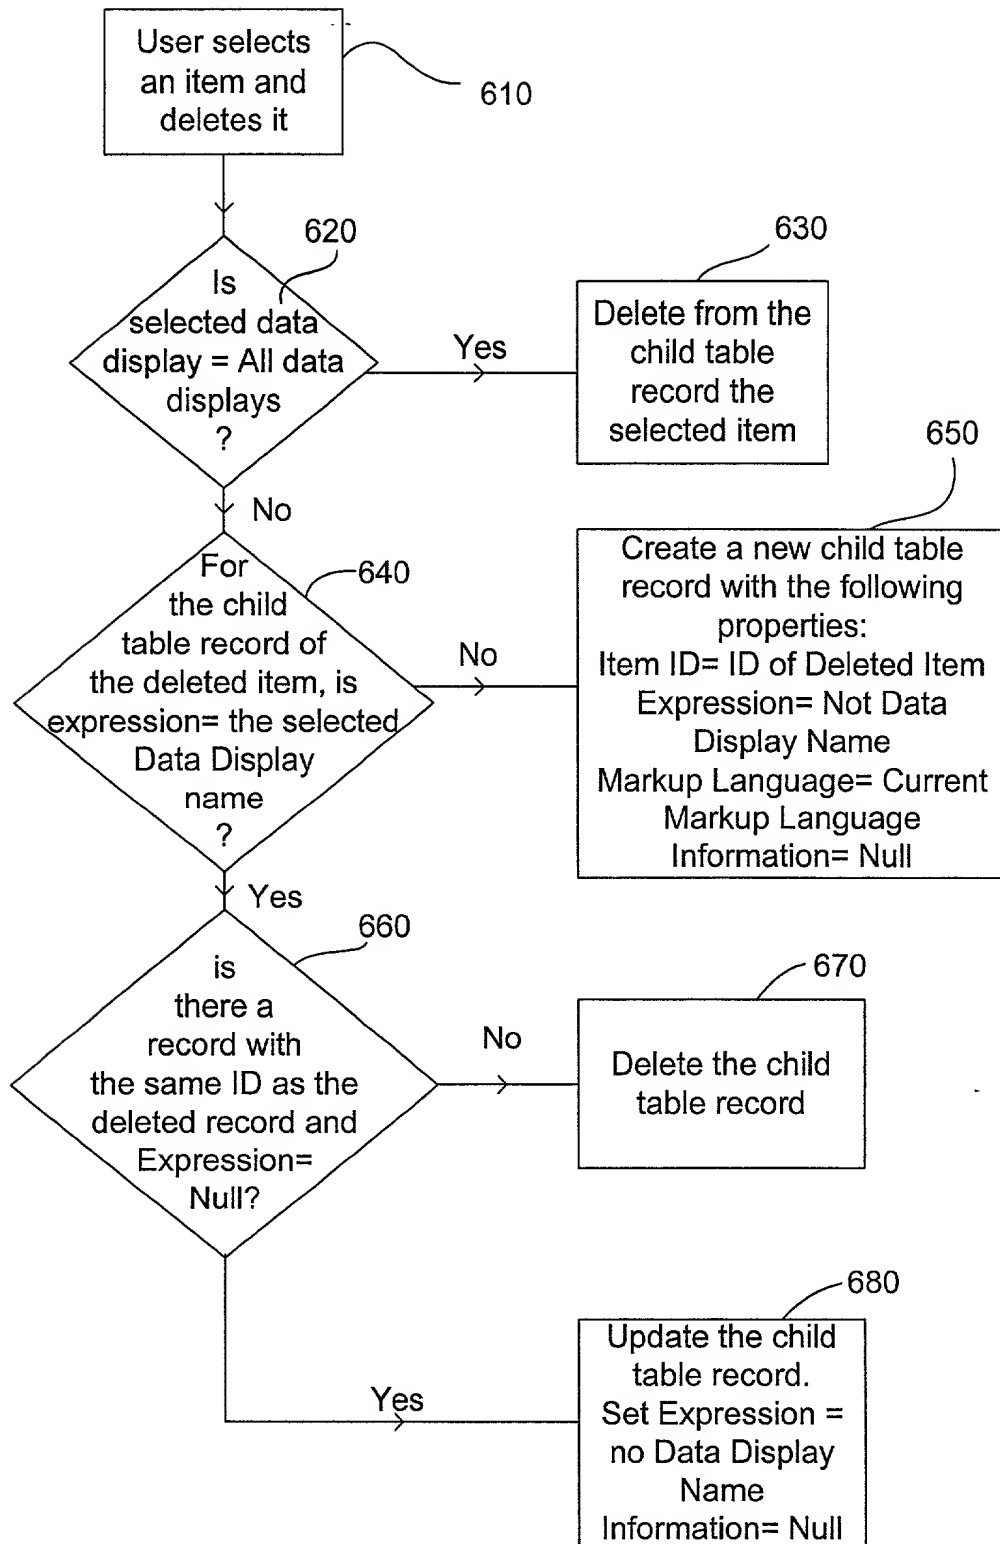 User selects
an item and
deletes it
610
620
Is
selected data
display = All data
displays
?
Yes
630
Delete from the
child table
record the
selected item
No
640
For
the child
table record of
the deleted item, is
expression= the selected
Data Display
name
?
No
650
Create a new child table
record with the following
properties:
Item ID= ID of Deleted Item
Expression= Not Data
Display Name
Markup Language= Current
Markup Language
Information= Null
Yes
660
is
there a
record with
the same ID as the
deleted record and
Expression=
Null?
No
670
Delete the child
table record
Yes
680
Update the child
table record.
Set Expression =
no Data Display
Name
Information= Null